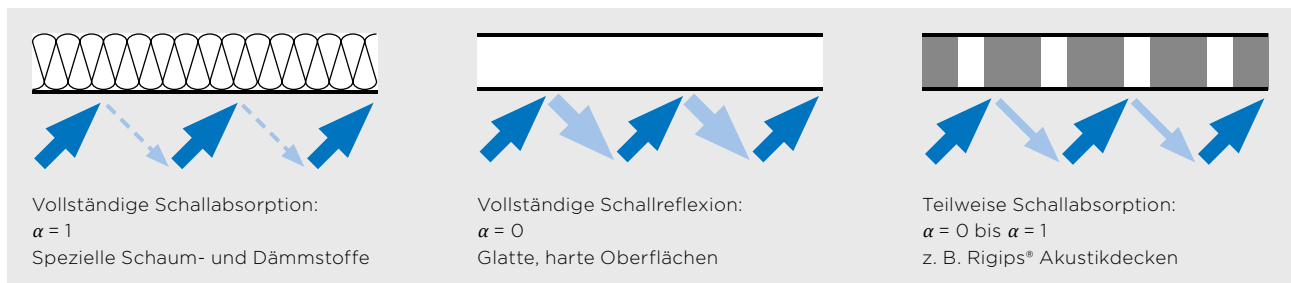 Vollständige Schallabsorption:
α = 1
Spezielle Schaum- und Dämmstoffe
Vollständige Schallreflexion:
α = 0
Glatte, harte Oberflächen
Teilweise Schallabsorption:
α = 0 bis α = 1
z. B. Rigips® Akustikdecken